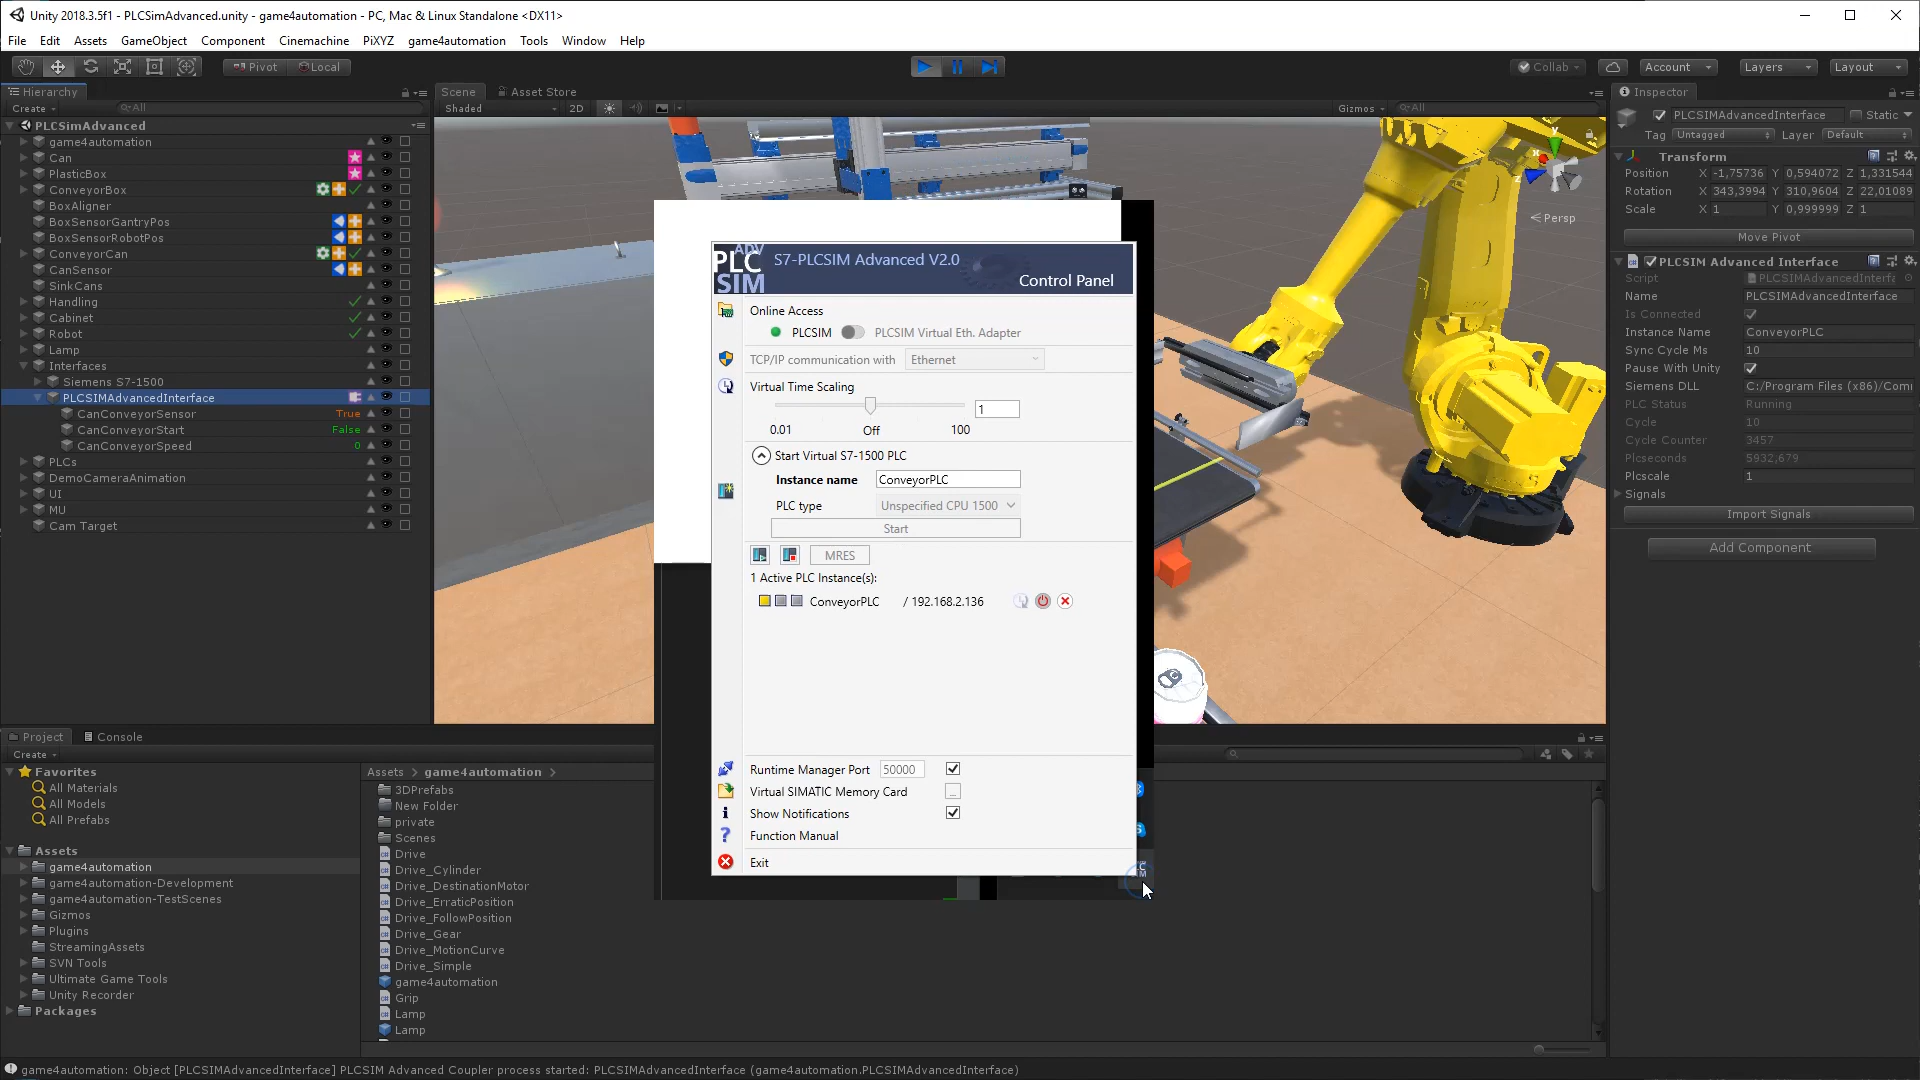 Unity 2018.3.5f1 - PLCSimAdvanced.unity - game4automation - PC, Mac & Linux Standalone <DX11>
File Edit Assets GameObject Component Cinemachine PiXYZ game4automation Tools Window Help
Pivot Local
Collab Account Layers Layout
Hierarchy
Create All
PLCSimAdvanced
game4automation
Can
PlasticBox
ConveyorBox
BoxAligner
BoxSensorGantryPos
BoxSensorRobotPos
ConveyorCan
CanSensor
SinkCans
Handling
Cabinet
Robot
Lamp
Interfaces
Siemens S7-1500
PLCSIMAdvancedInterface
CanConveyorSensor True
CanConveyorStart False
CanConveyorSpeed 0
PLCs
DemoCameraAnimation
UI
MU
Cam Target
Scene Asset Store
Shaded 2D Gizmos All
y
x
z
Persp
ADV
PLC
SIM
S7-PLCSIM Advanced V2.0
Control Panel
Online Access
PLCSIM PLCSIM Virtual Eth. Adapter
TCP/IP communication with Ethernet
Virtual Time Scaling
1
0.01 Off 100
Start Virtual S7-1500 PLC
Instance name ConveyorPLC
PLC type Unspecified CPU 1500
Start
MRES
1 Active PLC Instance(s):
ConveyorPLC / 192.168.2.136
Runtime Manager Port 50000
Virtual SIMATIC Memory Card ...
Show Notifications
Function Manual
Exit
Inspector
PLCSIMAdvancedInterface Static
Tag Untagged Layer Default
Transform
Position X -1,75736 Y 0,594072 Z 1,331544
Rotation X 343,3994 Y 310,9604 Z 22,01089
Scale X 1 Y 0,999999 Z 1
Move Pivot
PLCSIM Advanced Interface
Script PLCSIMAdvancedInterfa
Name PLCSIMAdvancedInterface
Is Connected
Instance Name ConveyorPLC
Sync Cycle Ms 10
Pause With Unity
Siemens DLL C:/Program Files (x86)/Com
PLC Status Running
Cycle 10
Cycle Counter 3457
Plcseconds 5932,679
Plcscale 1
Signals
Import Signals
Add Component
Project Console
Create
Favorites
All Materials
All Models
All Prefabs
Assets
game4automation
game4automation-Development
game4automation-TestScenes
Gizmos
Plugins
StreamingAssets
SVN Tools
Ultimate Game Tools
Unity Recorder
Packages
Assets > game4automation >
3DPrefabs
New Folder
private
Scenes
Drive
Drive_Cylinder
Drive_DestinationMotor
Drive_ErraticPosition
Drive_FollowPosition
Drive_Gear
Drive_MotionCurve
Drive_Simple
game4automation
Grip
Lamp
Lamp
game4automation: Object [PLCSIMAdvancedInterface] PLCSIM Advanced Coupler process started: PLCSIMAdvancedInterface (game4automation.PLCSIMAdvancedInterface)